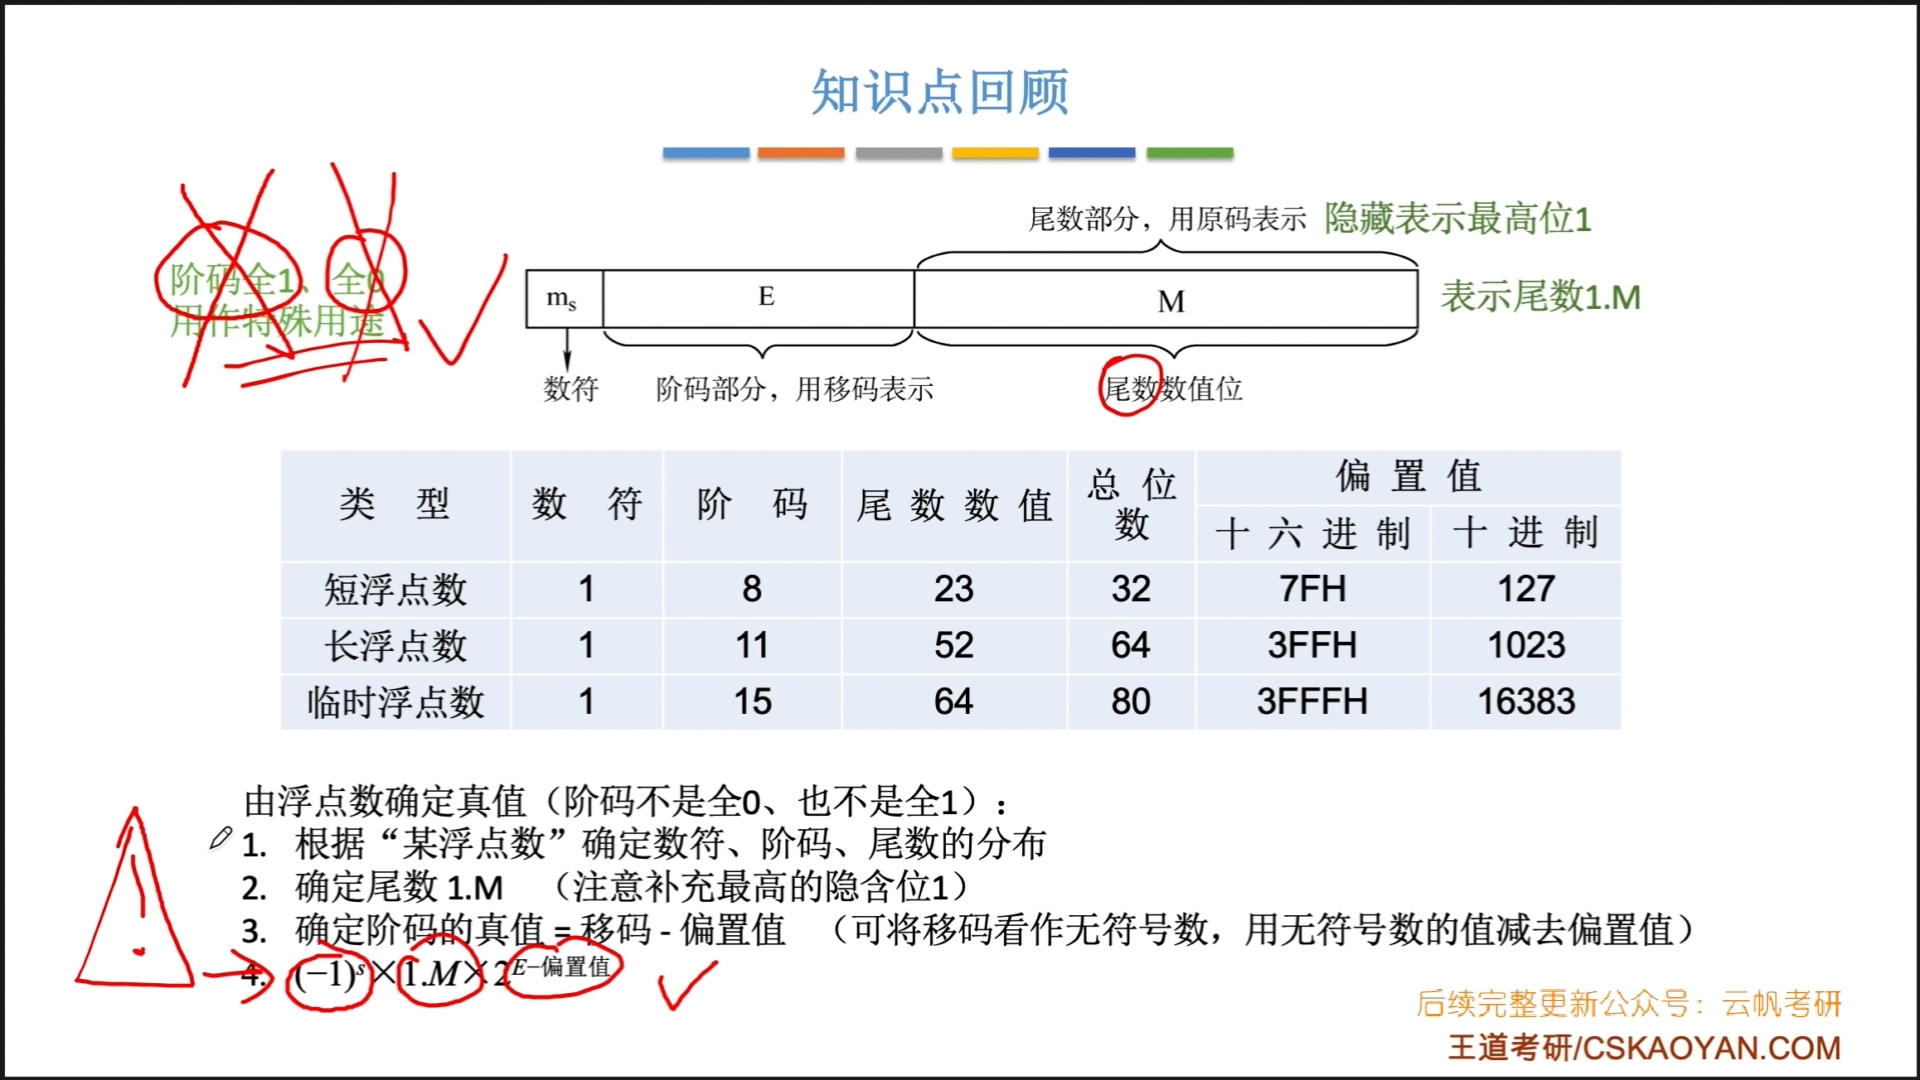 知识点回顾
尾数部分，用原码表示 隐藏表示最高位1
阶码全1、全0
用作特殊用途
ms E M
表示尾数1.M
数符 阶码部分，用移码表示 尾数数值位
类型 数符 阶码 尾数数值 总位数 偏置值
十六进制 十进制
短浮点数 1 8 23 32 7FH 127
长浮点数 1 11 52 64 3FFH 1023
临时浮点数 1 15 64 80 3FFFH 16383
由浮点数确定真值（阶码不是全0、也不是全1）：
1. 根据“某浮点数”确定数符、阶码、尾数的分布
2. 确定尾数 1.M （注意补充最高的隐含位1）
3. 确定阶码的真值 = 移码 - 偏置值 （可将移码看作无符号数，用无符号数的值减去偏置值）
4. (−1)^s×1.M×2^E−偏置值
后续完整更新公众号：云帆考研
王道考研/CSKAOYAN.COM